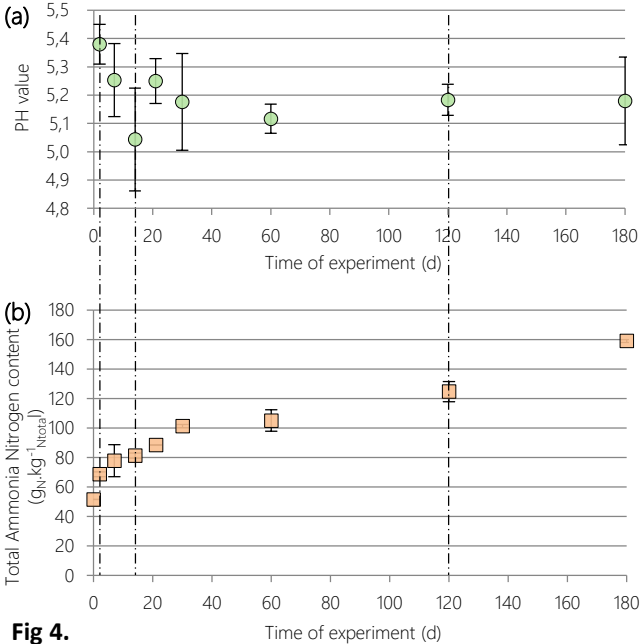 (a)
5,5
5,4
5,3
5,2
5,1
5,0
4,9
4,8
PH value
0 20 40 60 80 100 120 140 160 180
Time of experiment (d)
(b)
180
160
140
120
100
80
60
40
20
0
Total Ammonia Nitrogen content
(gN.kg-1Ntotal)
0 20 40 60 80 100 120 140 160 180
Time of experiment (d)
Fig 4.